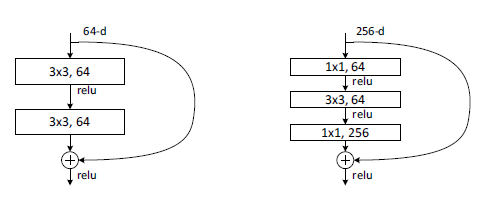 64-d
3x3, 64
relu
3x3, 64
relu
256-d
1x1, 64
relu
3x3, 64
relu
1x1, 256
relu